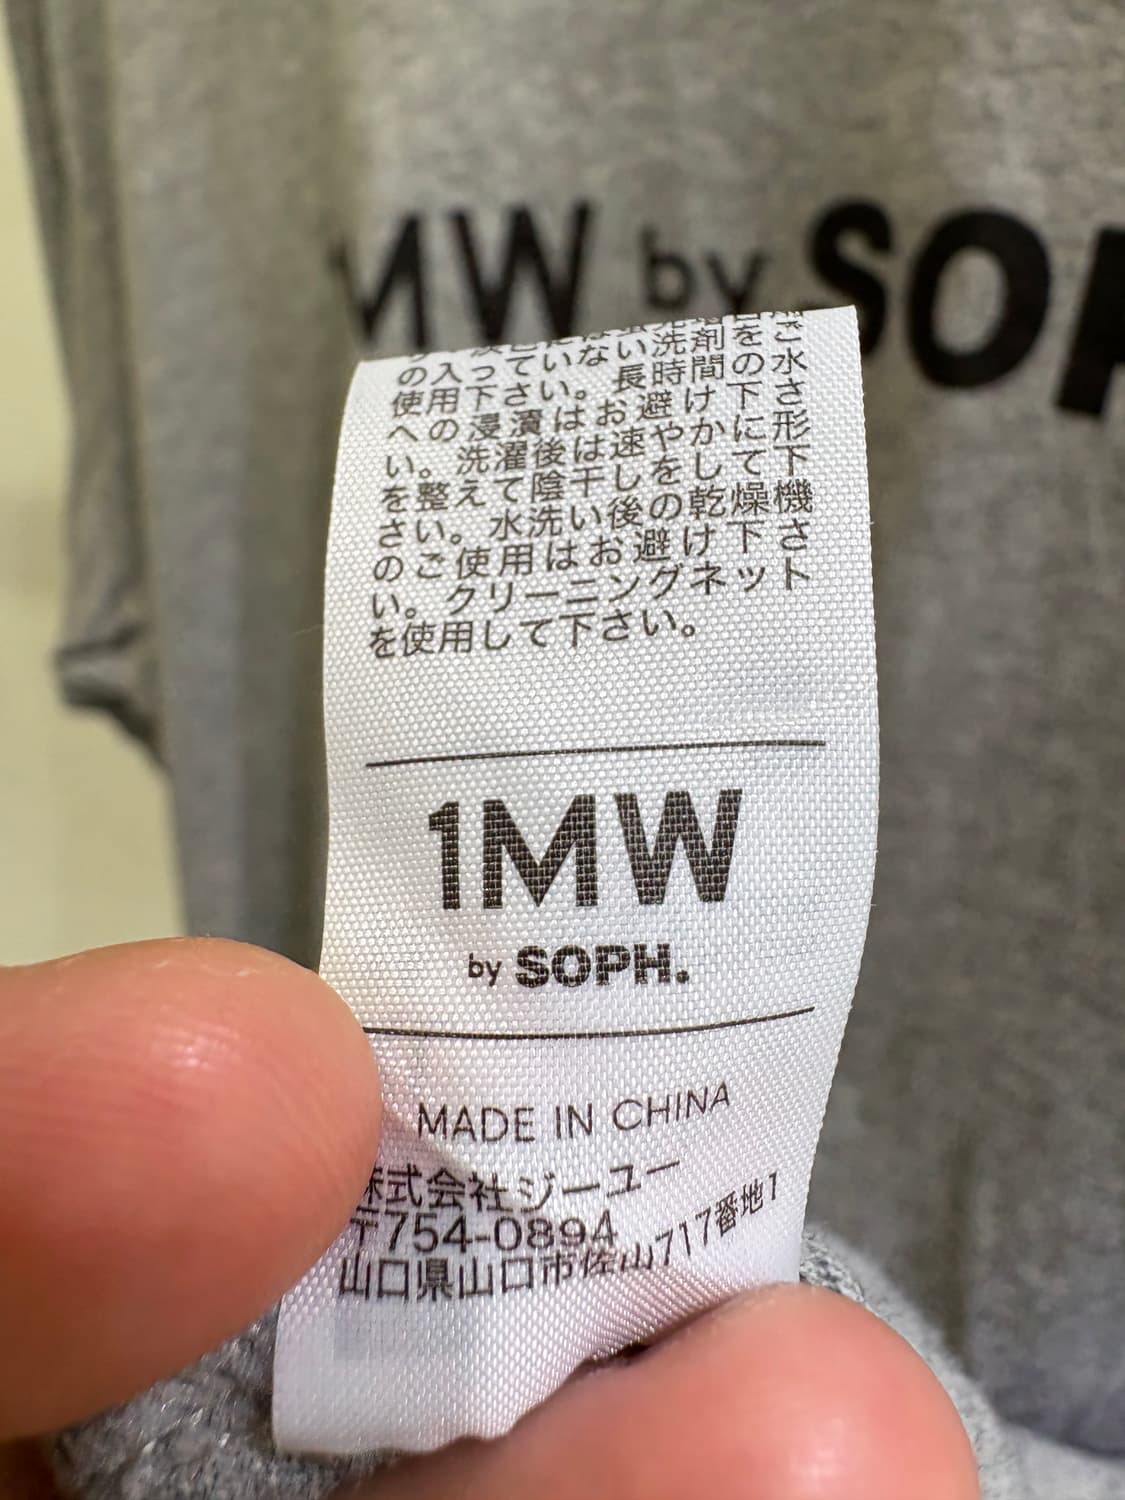 MW by SOP
の入っていない洗剤をご
使用下さい。長時間の水
への浸漬はお避け下さ
い。洗濯後は速やかに形
を整えて陰干しをして下
さい。水洗い後の乾燥機
のご使用はお避け下さ
い。クリーニングネット
を使用して下さい。
1MW
by SOPH.
MADE IN CHINA
株式会社ジーユー
〒754-0894
山口県山口市佐山717番地1